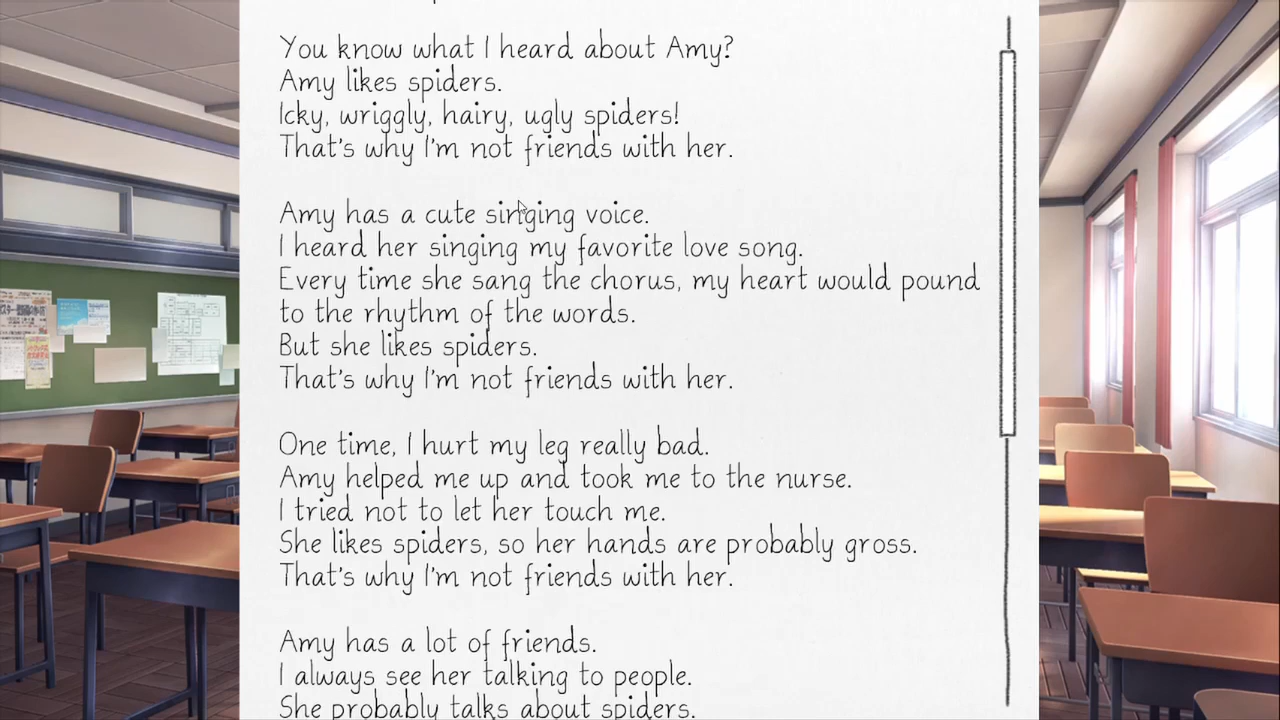 You know what I heard about Amy?
Amy likes spiders.
Icky, wriggly, hairy, ugly spiders!
That's why I'm not friends with her.
Amy has a cute singing voice.
I heard her singing my favorite love song.
Every time she sang the chorus, my heart would pound
to the rhythm of the words.
But she likes spiders.
That's why I'm not friends with her.
One time, I hurt my leg really bad.
Amy helped me up and took me to the nurse.
I tried not to let her touch me.
She likes spiders, so her hands are probably gross.
That's why I'm not friends with her.
Amy has a lot of friends.
I always see her talking to people.
She probably talks about spiders.